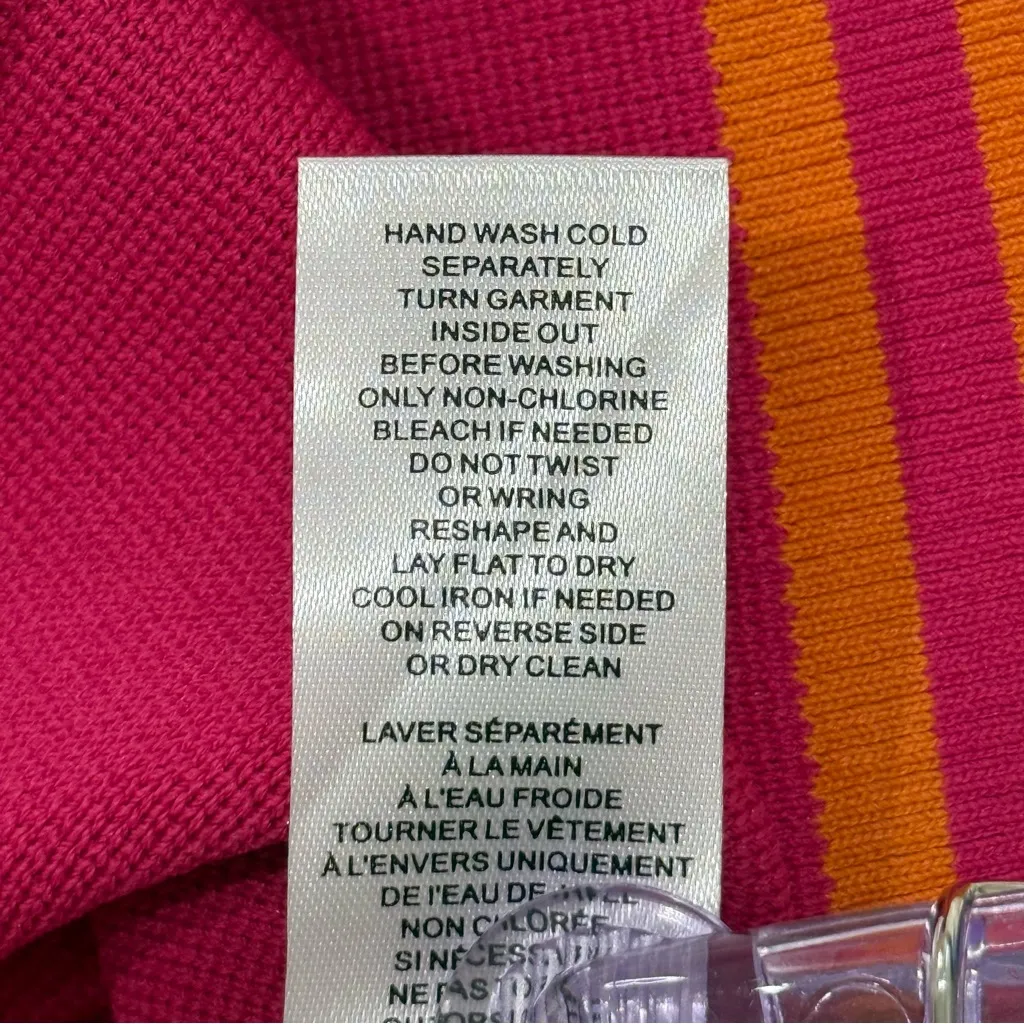 HAND WASH COLD
SEPARATELY
TURN GARMENT
INSIDE OUT
BEFORE WASHING
ONLY NON-CHLORINE
BLEACH IF NEEDED
DO NOT TWIST
OR WRING
RESHAPE AND
LAY FLAT TO DRY
COOL IRON IF NEEDED
ON REVERSE SIDE
OR DRY CLEAN
LAVER SÉPARÉMENT
À LA MAIN
À L'EAU FROIDE
TOURNER LE VÊTEMENT
À L'ENVERS UNIQUEMENT
DE l'EAU DE
NON
SI
NE